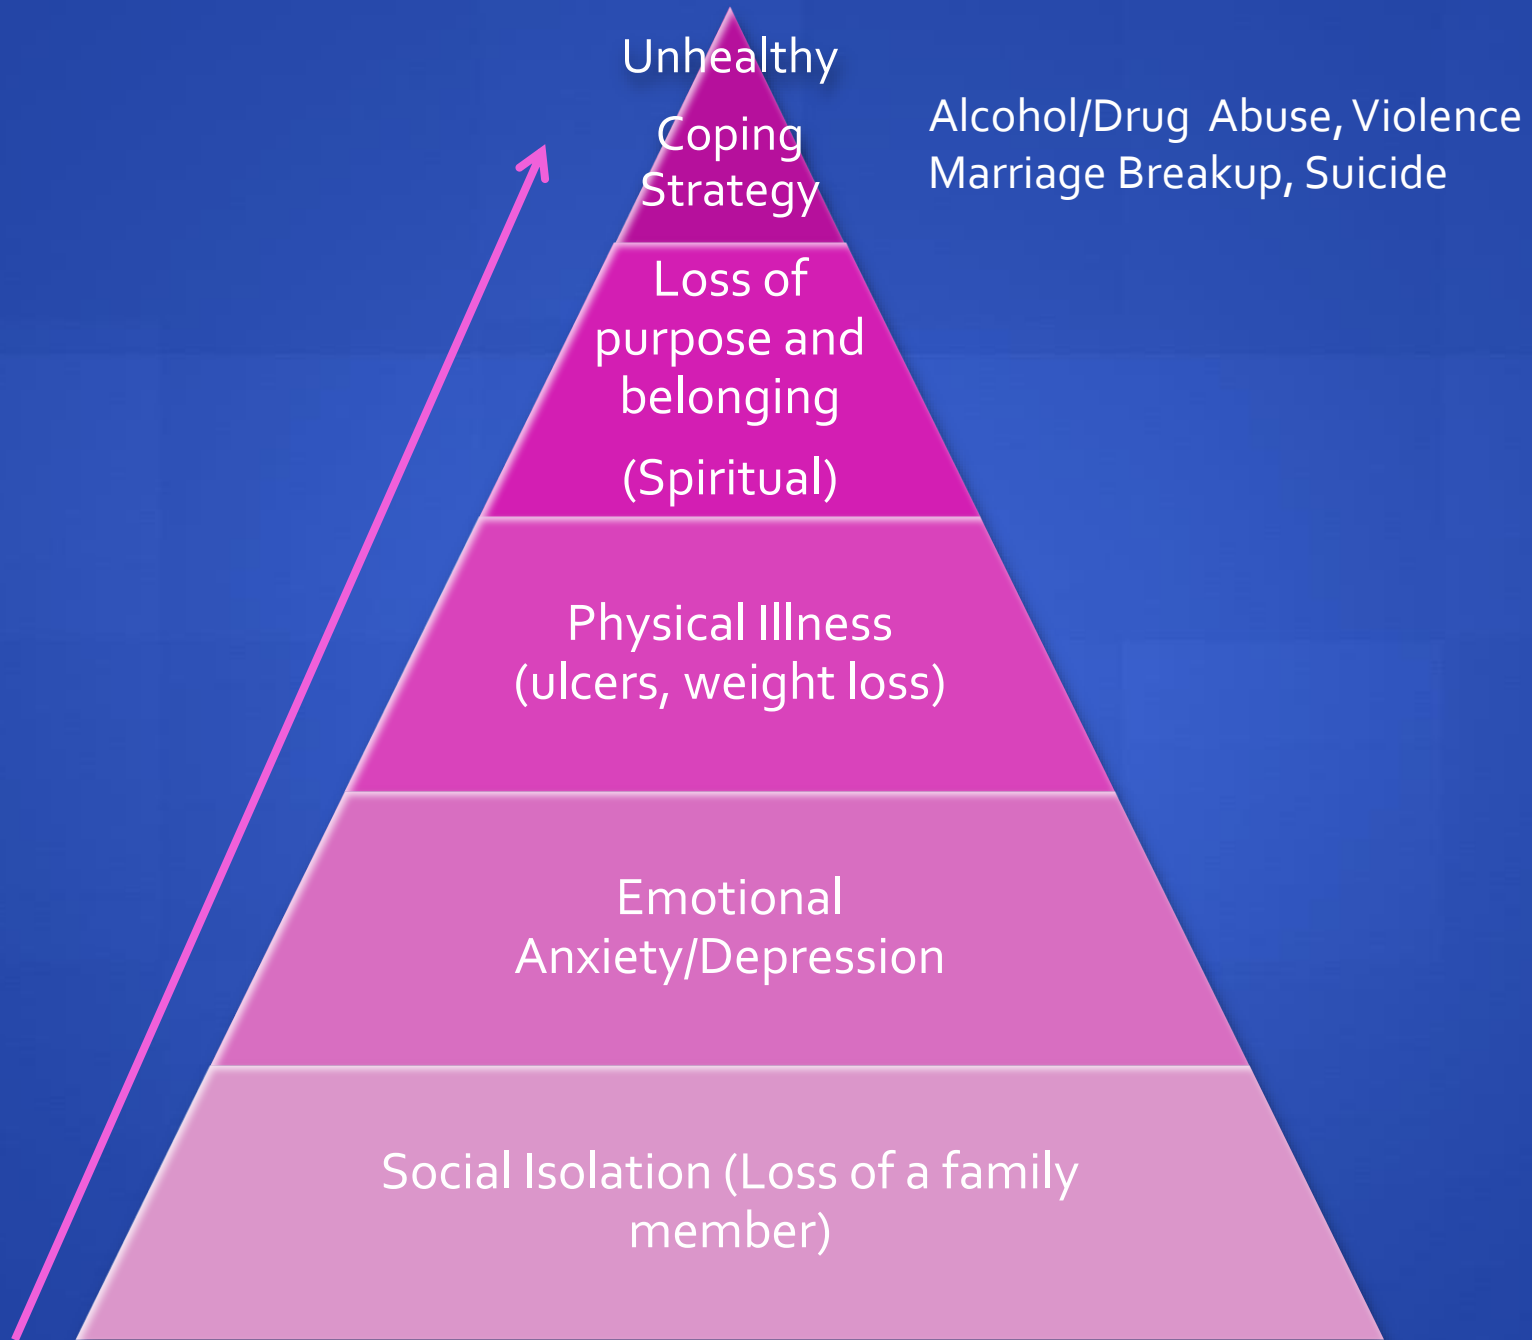 Unhealthy
Coping
Strategy
Alcohol/Drug Abuse, Violence
Marriage Breakup, Suicide
Loss of
purpose and
belonging
(Spiritual)
Physical Illness
(ulcers, weight loss)
Emotional
Anxiety/Depression
Social Isolation (Loss of a family
member)